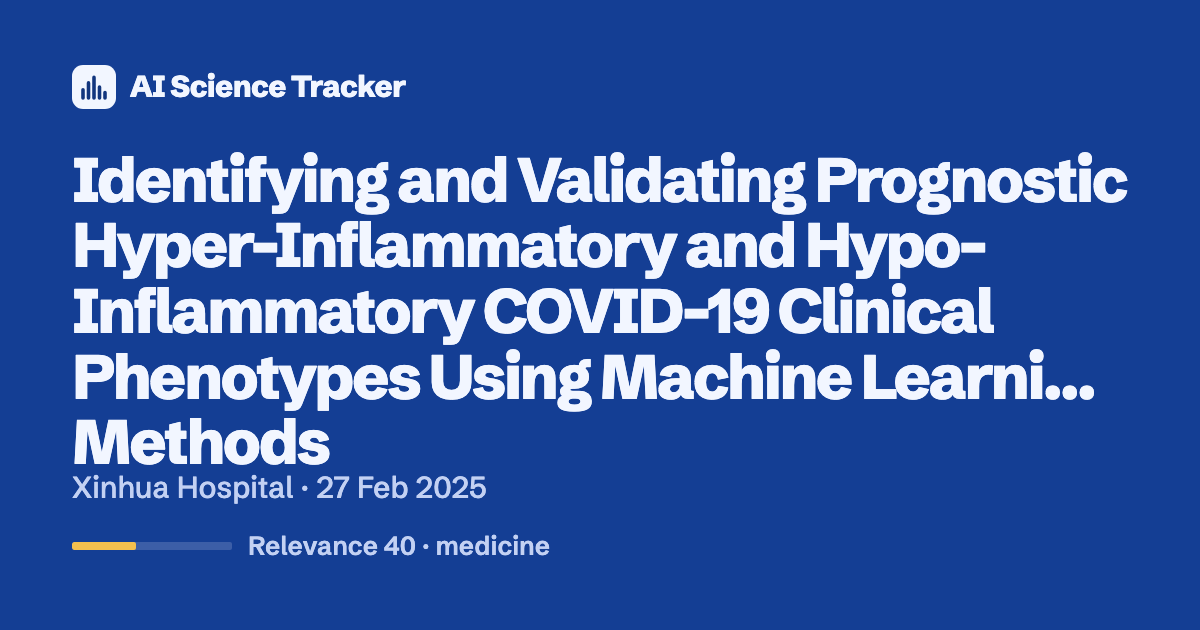 AI Science Tracker
Identifying and Validating Prognostic
Hyper-Inflammatory and Hypo-
Inflammatory COVID-19 Clinical
Phenotypes Using Machine Learni...
Methods
Xinhua Hospital · 27 Feb 2025
Relevance 40 · medicine